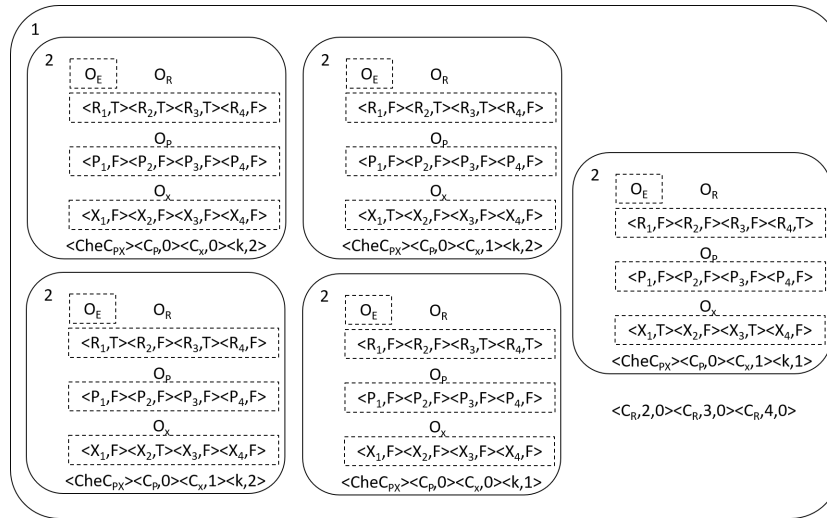 1
2
O_E O_R
<R_1,T><R_2,T><R_3,T><R_4,F>
O_P
<P_1,F><P_2,F><P_3,F><P_4,F>
O_x
<X_1,F><X_2,F><X_3,F><X_4,F>
<CheC_PX><C_P,0><C_x,0><k,2>
2
O_E O_R
<R_1,F><R_2,T><R_3,T><R_4,F>
O_P
<P_1,F><P_2,F><P_3,F><P_4,F>
O_x
<X_1,T><X_2,F><X_3,F><X_4,F>
<CheC_PX><C_P,0><C_x,1><k,2>
2
O_E O_R
<R_1,F><R_2,F><R_3,F><R_4,T>
O_P
<P_1,F><P_2,F><P_3,F><P_4,F>
O_x
<X_1,T><X_2,F><X_3,T><X_4,F>
<CheC_PX><C_P,0><C_x,1><k,1>
2
O_E O_R
<R_1,T><R_2,F><R_3,T><R_4,F>
O_P
<P_1,F><P_2,F><P_3,F><P_4,F>
O_x
<X_1,F><X_2,T><X_3,F><X_4,F>
<CheC_PX><C_P,0><C_x,1><k,2>
2
O_E O_R
<R_1,F><R_2,F><R_3,T><R_4,T>
O_P
<P_1,F><P_2,F><P_3,F><P_4,F>
O_x
<X_1,F><X_2,F><X_3,F><X_4,F>
<CheC_PX><C_P,0><C_x,0><k,1>
<C_R,2,0><C_R,3,0><C_R,4,0>